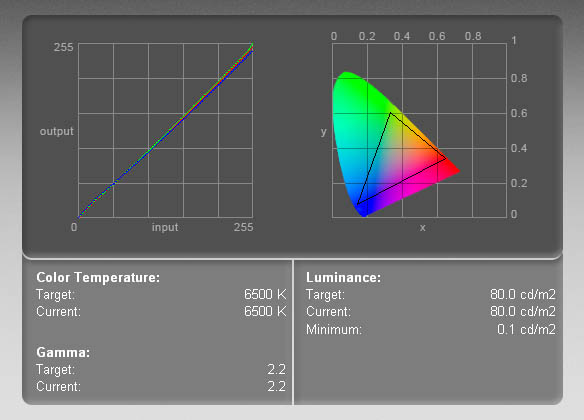 255
output
0
input
255
0 0.2 0.4 0.6 0.8
1
0.8
y
0.6
0.4
0.2
0
x
Color Temperature:
Target: 6500 K
Current: 6500 K
Gamma:
Target: 2.2
Current: 2.2
Luminance:
Target: 80.0 cd/m2
Current: 80.0 cd/m2
Minimum: 0.1 cd/m2